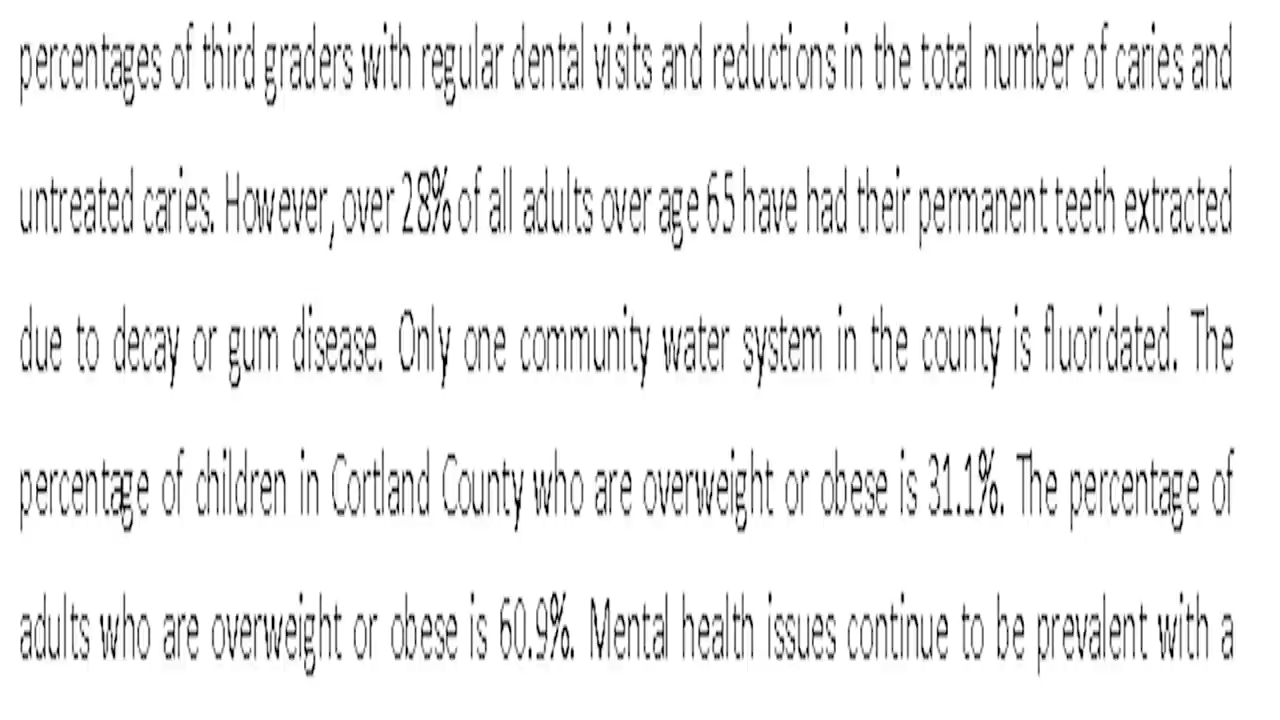 percentages of third graders with regular dental visits and reductions in the total number of caries and
untreated caries. However, over 28% of all adults over age 65 have had their permanent teeth extracted
due to decay or gum disease. Only one community water system in the county is fluoridated. The
percentage of children in Cortland County who are overweight or obese is 31.1%. The percentage of
adults who are overweight or obese is 60.9%. Mental health issues continue to be prevalent with a